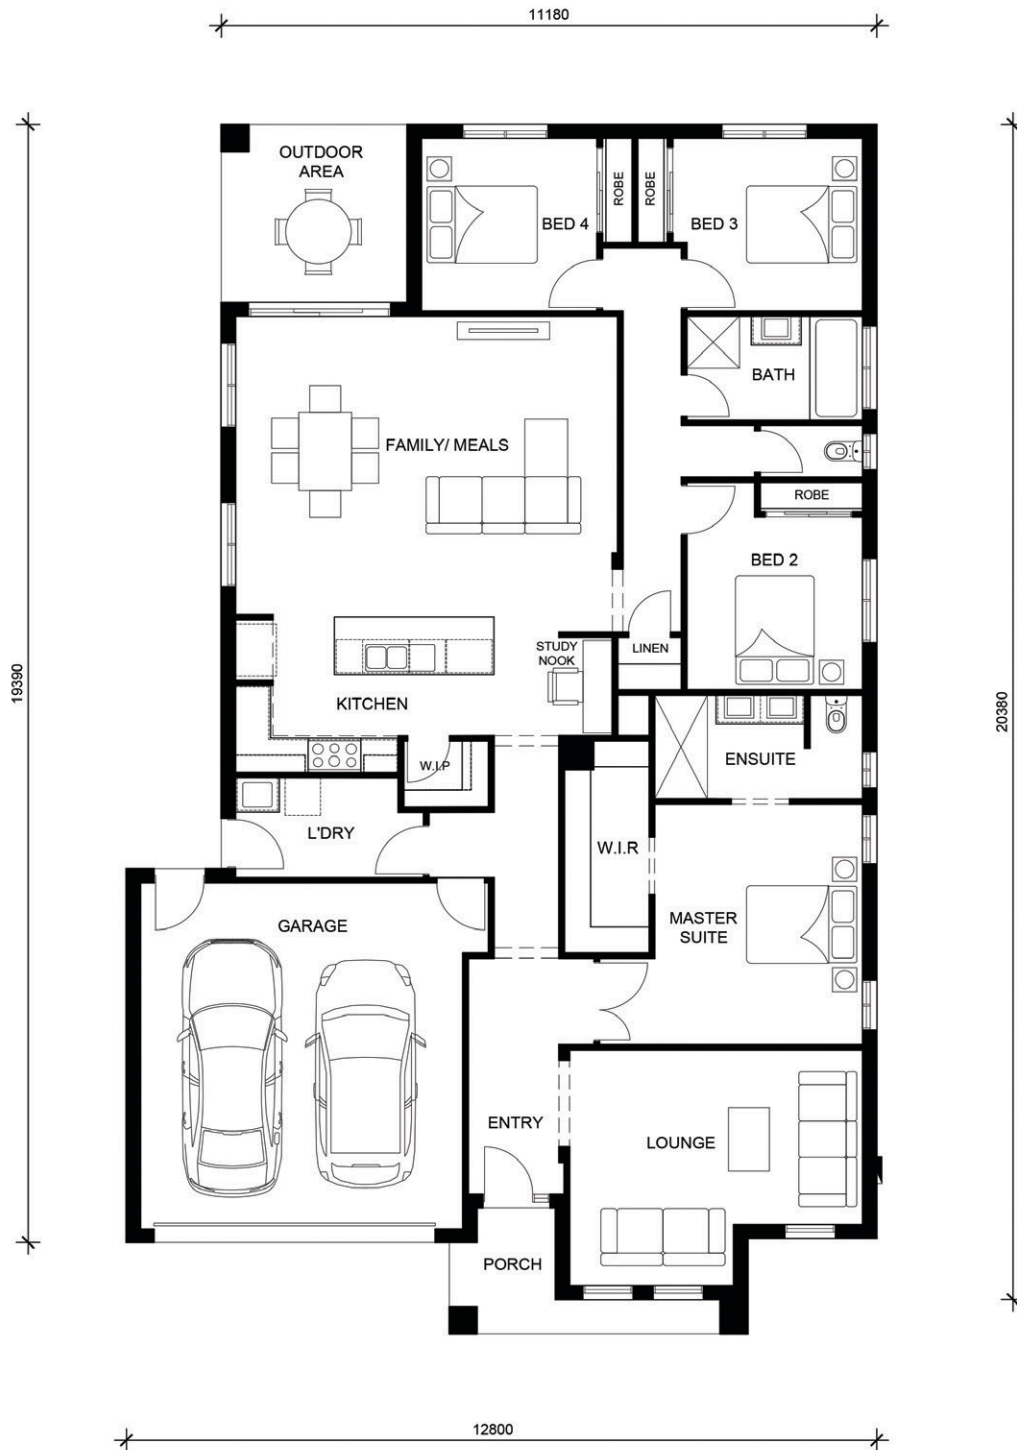 11180
OUTDOOR
AREA
BED 4
ROBE
ROBE
BED 3
BATH
FAMILY/ MEALS
ROBE
BED 2
STUDY
NOOK
LINEN
19390
20380
KITCHEN
W.I.P
ENSUITE
L'DRY
W.I.R
GARAGE
MASTER
SUITE
ENTRY
LOUNGE
PORCH
12800